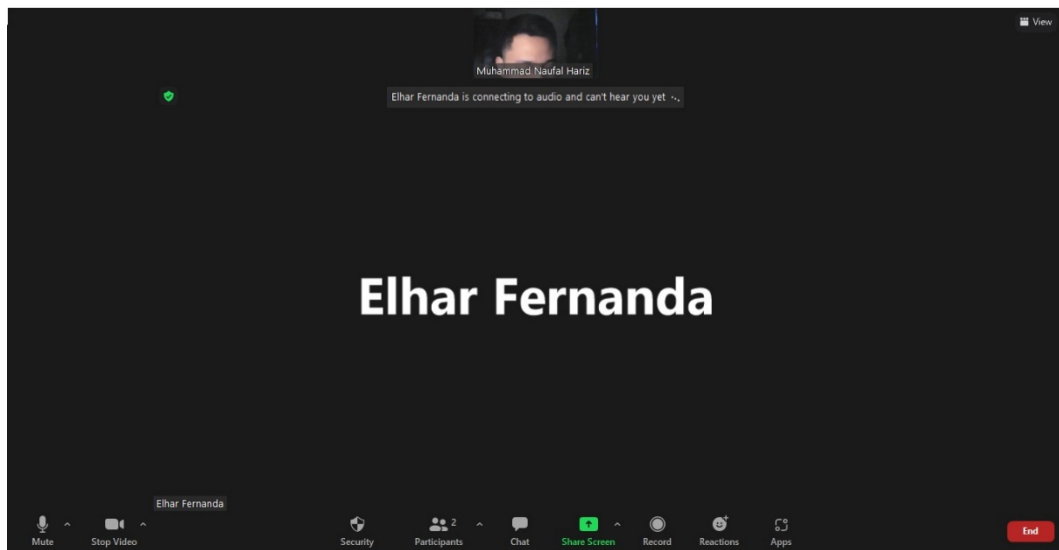 View
Muhammad Naufal Hariz
Elhar Fernanda is connecting to audio and can't hear you yet
Elhar Fernanda
Elhar Fernanda
Mute
Stop Video
Security
Participants
2
Chat
Share Screen
Record
Reactions
Apps
End